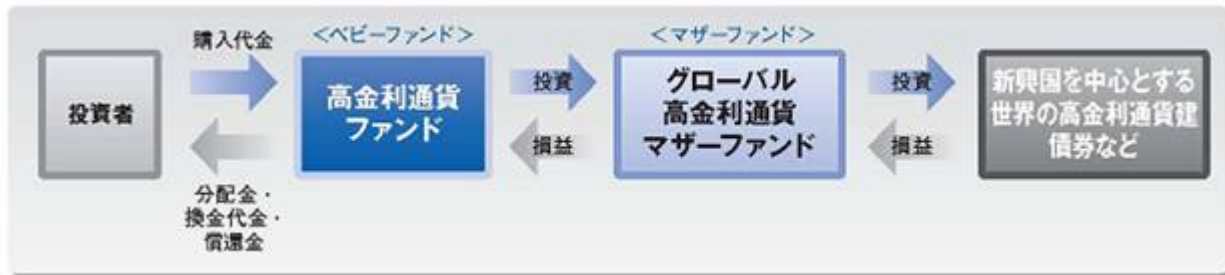 購入代金
投資者
分配金・
換金代金・
償還金
＜ベビーファンド＞
高金利通貨
ファンド
投資
損益
＜マザーファンド＞
グローバル
高金利通貨
マザーファンド
投資
損益
新興国を中心とする
世界の高金利通貨建
債券など